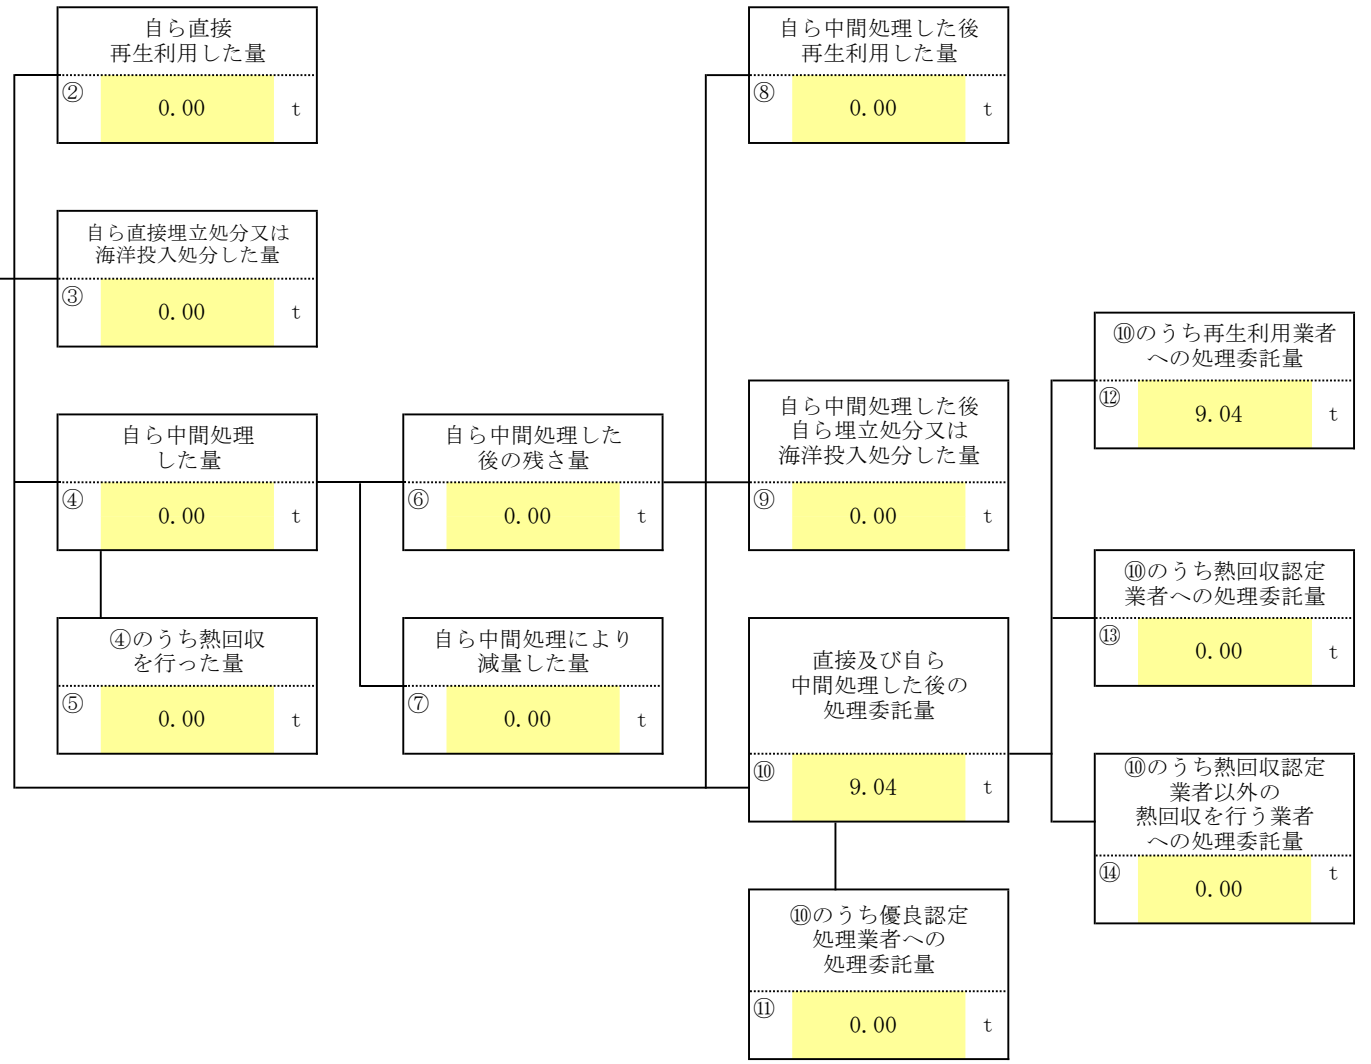 自ら直接
再生利用した量
②
0.00
t
自ら中間処理した後
再生利用した量
⑧
0.00
t
自ら直接埋立処分又は
海洋投入処分した量
③
0.00
t
⑩のうち再生利用業者
への処理委託量
⑫
9.04
t
自ら中間処理
した量
④
0.00
t
自ら中間処理した
後の残さ量
⑥
0.00
t
自ら中間処理した後
自ら埋立処分又は
海洋投入処分した量
⑨
0.00
t
⑩のうち熱回収認定
業者への処理委託量
⑬
0.00
t
④のうち熱回収
を行った量
⑤
0.00
t
自ら中間処理により
減量した量
⑦
0.00
t
直接及び自ら
中間処理した後の
処理委託量
⑩
9.04
t
⑩のうち熱回収認定
業者以外の
熱回収を行う業者
への処理委託量
⑭
0.00
t
⑩のうち優良認定
処理業者への
処理委託量
⑪
0.00
t